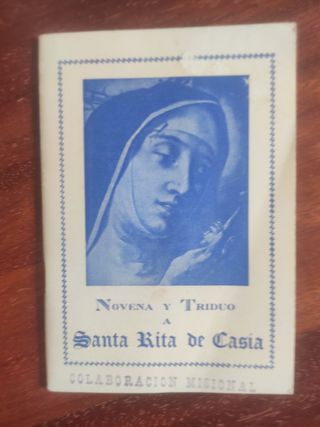 NOVENA Y TRIDUO
A
Santa Rita de Casia
COLABORACION MISIONAL